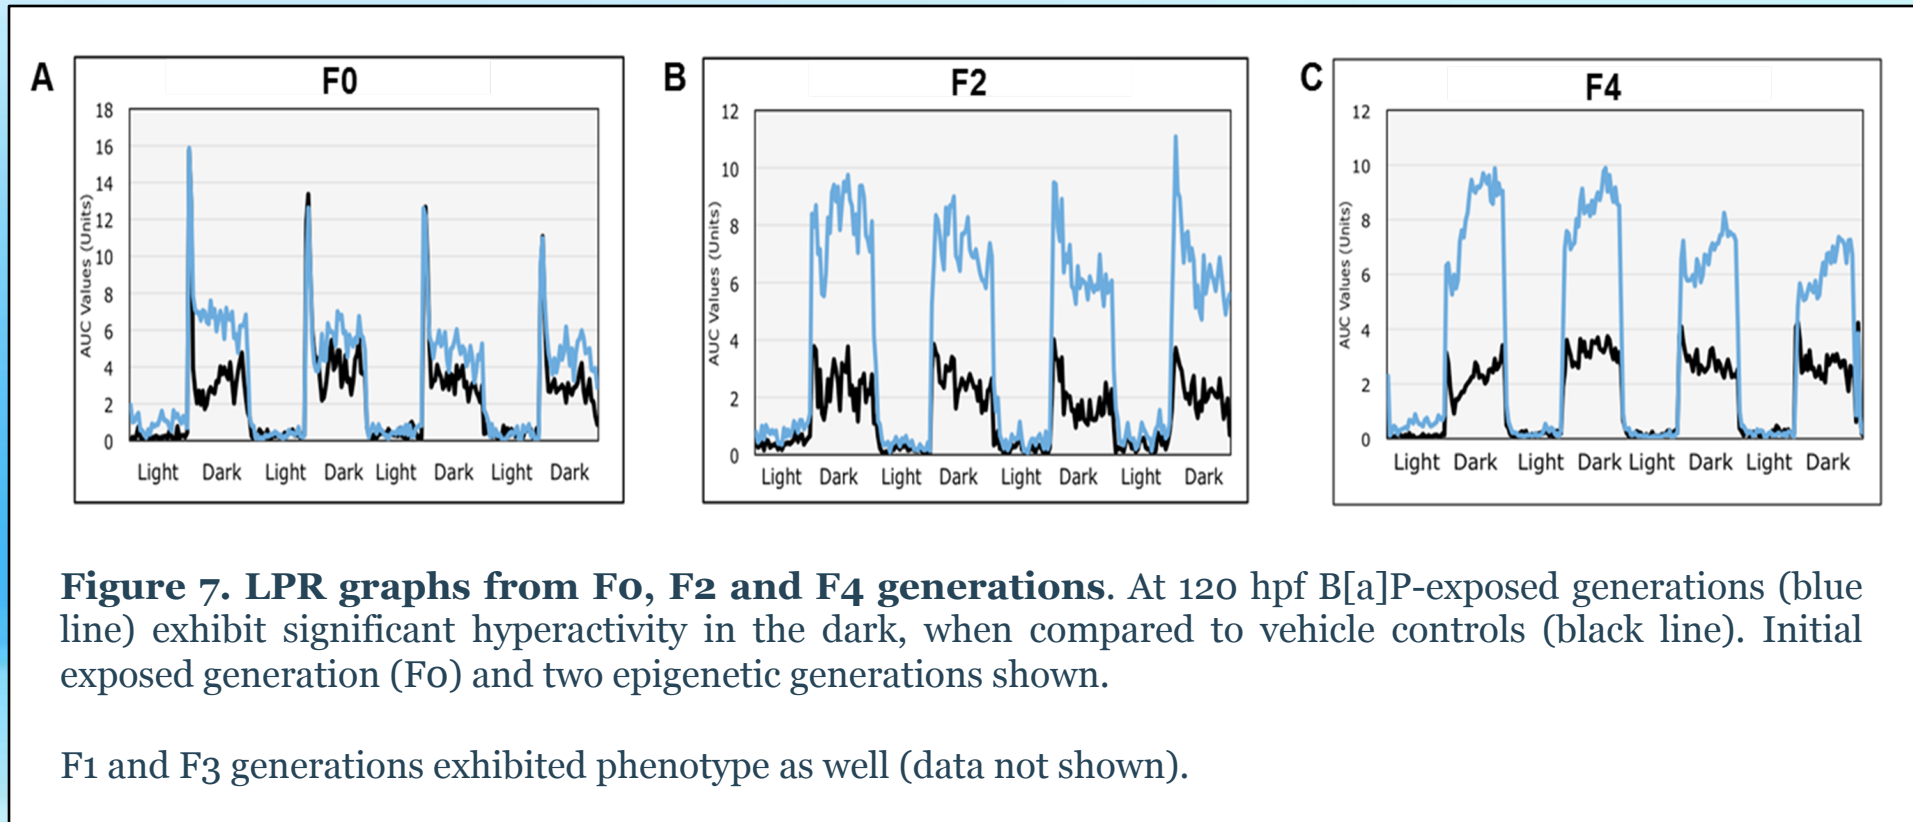 A
F0
18
16
14
12
10
8
6
4
2
0
AUC Values (Units)
Light Dark Light Dark Light Dark Light Dark
B
F2
12
10
8
6
4
2
0
AUC Values (Units)
Light Dark Light Dark Light Dark Light Dark
C
F4
12
10
8
6
4
2
0
AUC Values (Units)
Light Dark Light Dark Light Dark Light Dark
Figure 7. LPR graphs from F0, F2 and F4 generations. At 120 hpf B[a]P-exposed generations (blue
line) exhibit significant hyperactivity in the dark, when compared to vehicle controls (black line). Initial
exposed generation (F0) and two epigenetic generations shown.
F1 and F3 generations exhibited phenotype as well (data not shown).